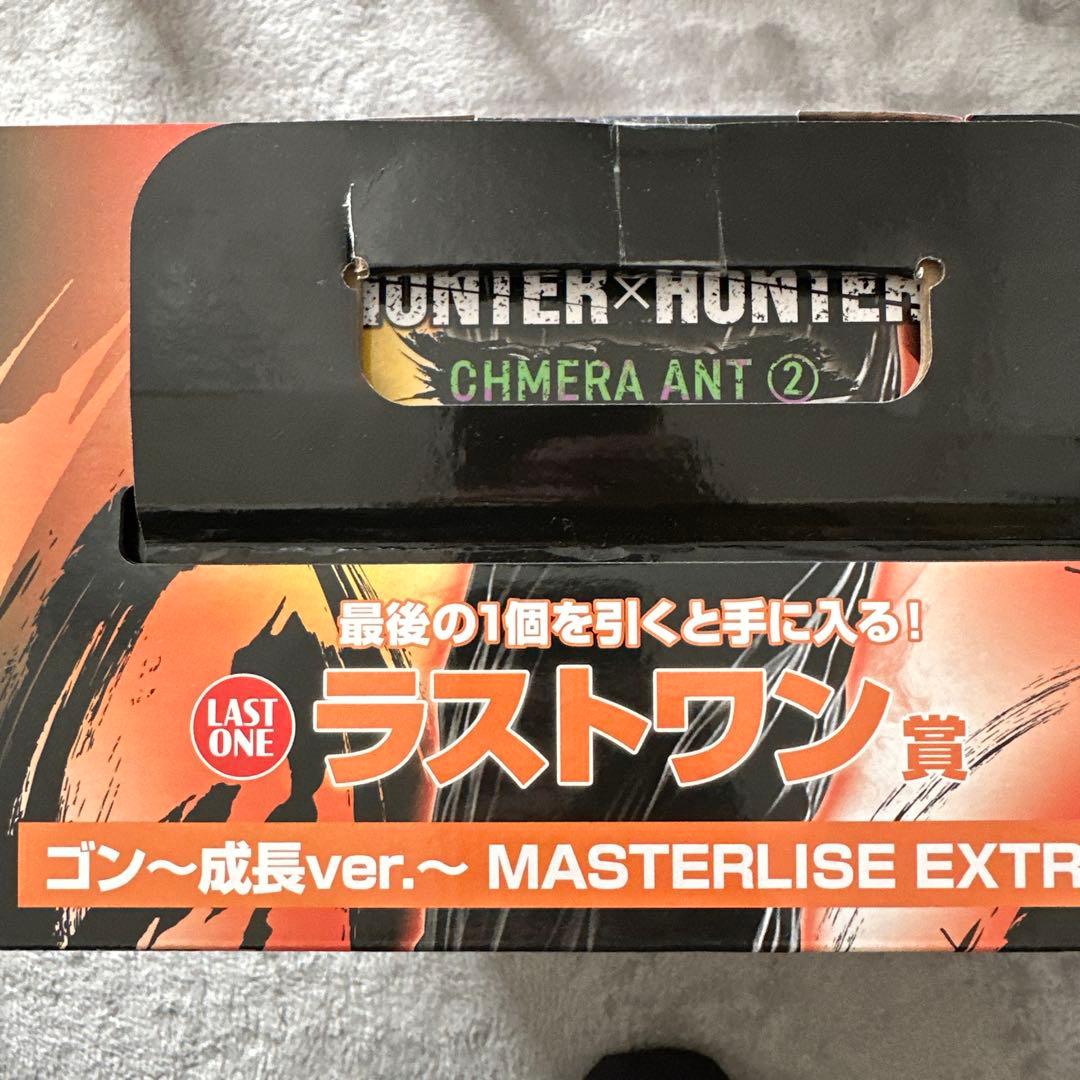 HUNTER×HUNTER
CHMERA ANT ②
最後の1個を引くと手に入る!
LAST ONE
ラストワン賞
ゴン〜成長ver.〜 MASTERLISE EXTR